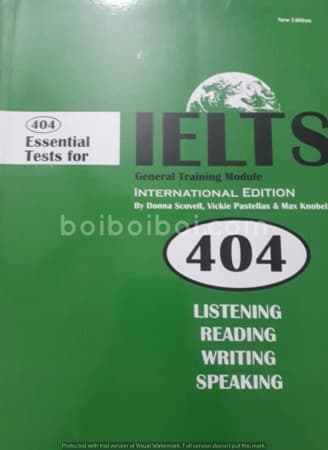 New Edition
404
Essential
Tests for
IELTS
General Training Module
INTERNATIONAL EDITION
By Donna Scovell, Vickie Pastellas & Max Knobel
boiboiboi.com
404
LISTENING
READING
WRITING
SPEAKING
Protected with trial version of Visual Watermark. Full version doesn't put this mark.